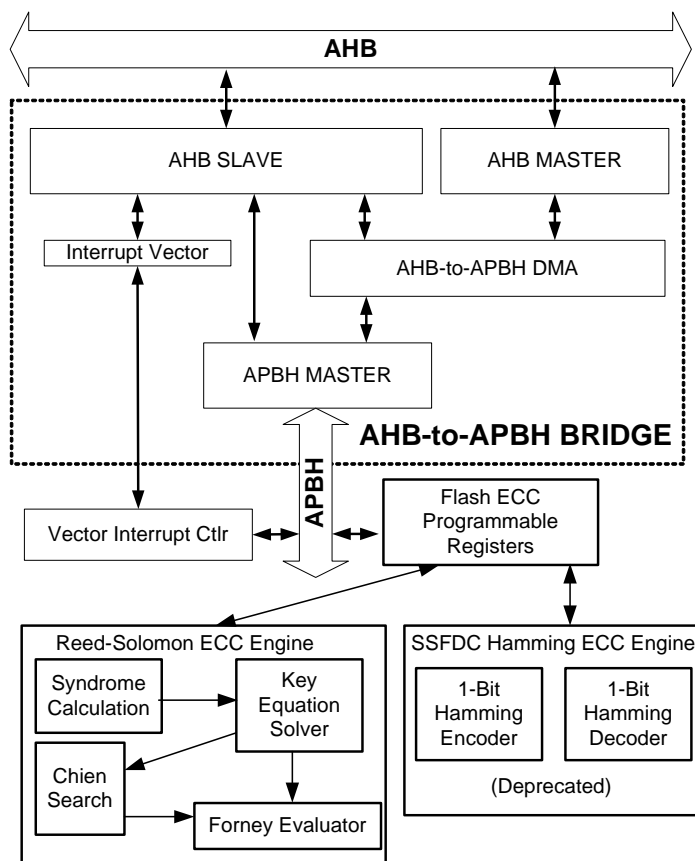 AHB
AHB SLAVE
AHB MASTER
Interrupt Vector
AHB-to-APBH DMA
APBH MASTER
AHB-to-APBH BRIDGE
APBH
Vector Interrupt Ctlr
Flash ECC
Programmable
Registers
Reed-Solomon ECC Engine
Syndrome
Calculation
Key
Equation
Solver
Chien
Search
Forney Evaluator
SSFDC Hamming ECC Engine
1-Bit
Hamming
Encoder
1-Bit
Hamming
Decoder
(Deprecated)